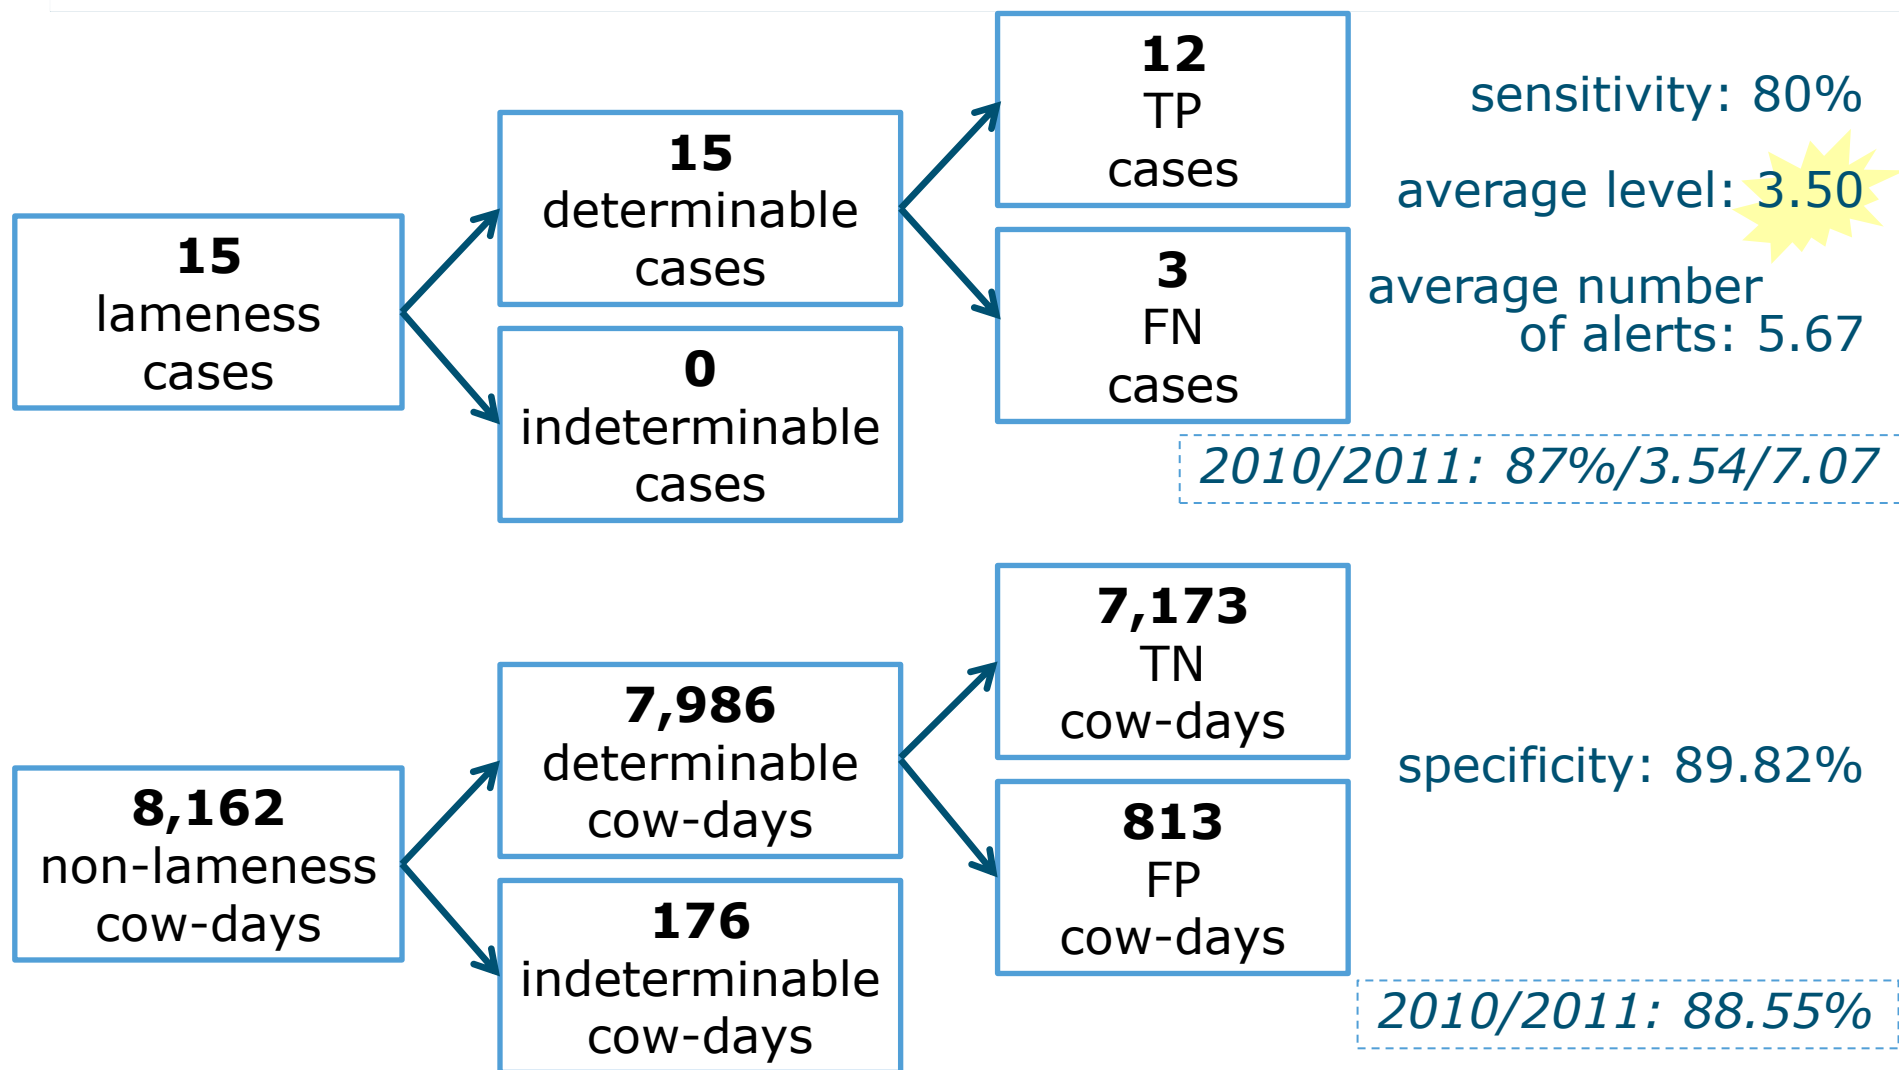 15
lameness
cases
15
determinable
cases
0
indeterminable
cases
12
TP
cases
3
FN
cases
sensitivity: 80%
average level: 3.50
average number
of alerts: 5.67
2010/2011: 87%/3.54/7.07
8,162
non-lameness
cow-days
7,986
determinable
cow-days
176
indeterminable
cow-days
7,173
TN
cow-days
813
FP
cow-days
specificity: 89.82%
2010/2011: 88.55%